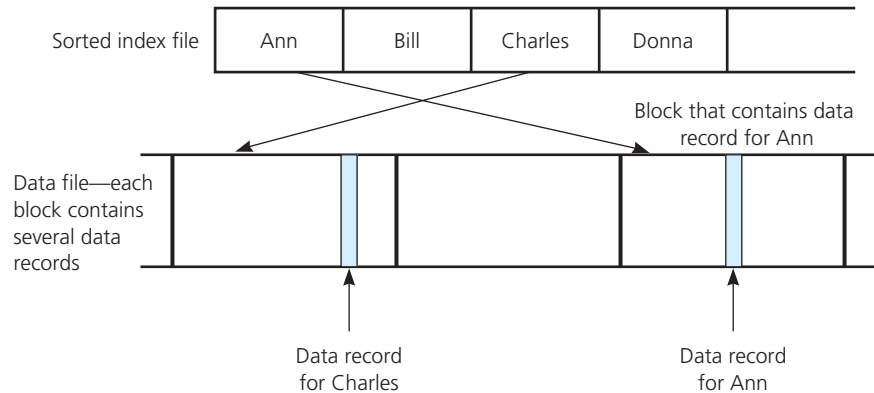 Sorted index file
Ann
Bill
Charles
Donna
Block that contains data
record for Ann
Data file—each
block contains
several data
records
Data record
for Charles
Data record
for Ann